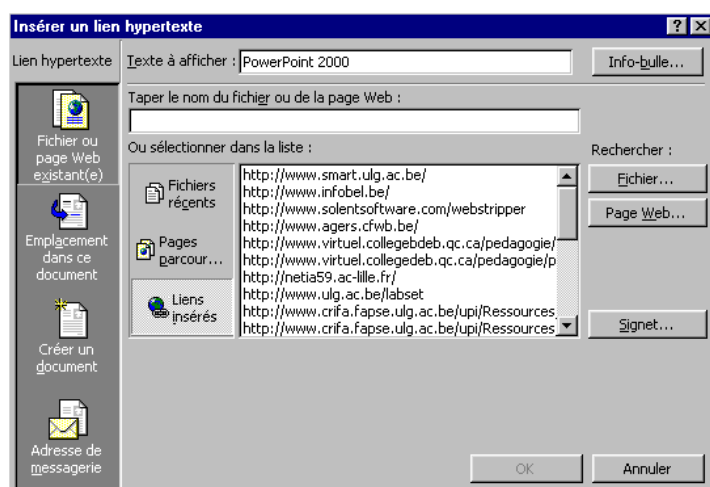 Insérer un lien hypertexte
Lien hypertexte
Texte à afficher : PowerPoint 2000
Info-bulle...
Fichier ou
page Web
existant(e)
Emplacement
dans ce
document
Créer un
document
Adresse de
messagerie
Taper le nom du fichier ou de la page Web :
Ou sélectionner dans la liste :
Fichiers
récents
Pages
parcour...
Liens
insérés
http://www.smart.ulg.ac.be/
http://www.infobel.be/
http://www.solentsoftware.com/webstripper
http://www.agers.cfwb.be/
http://www.virtuel.collegebdeb.qc.ca/pedagogie/
http://www.virtuel.collegedeb.qc.ca/pedagogie/p
http://netia59.ac-lille.fr/
http://www.ulg.ac.be/labset
http://www.crifa.fapse.ulg.ac.be/upi/Ressources_
http://www.crifa.fapse.ulg.ac.be/upi/Ressources_
Rechercher :
Fichier...
Page Web...
Signet...
OK
Annuler